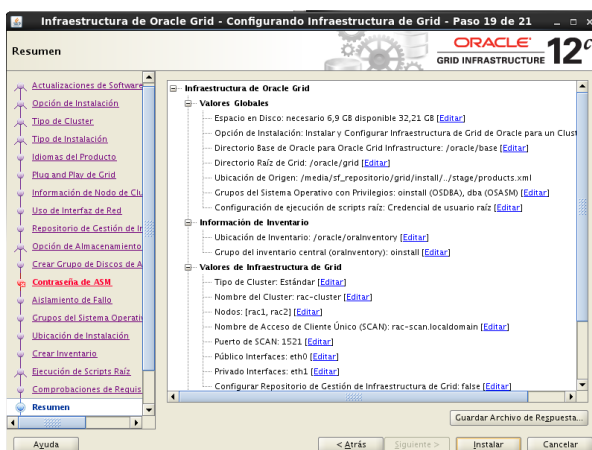 Infraestructura de Oracle Grid - Configurando Infraestructura de Grid - Paso 19 de 21
Resumen
ORACLE
GRID INFRASTRUCTURE 12c
Actualizaciones de Software
Opción de Instalación
Tipo de Cluster
Tipo de Instalación
Idiomas del Producto
Plug and Play de Grid
Información de Nodo de Clu
Uso de Interfaz de Red
Repositorio de Gestión de Ir
Opción de Almacenamiento
Crear Grupo de Discos de A
Contraseña de ASM
Aislamiento de Fallo
Grupos del Sistema Operati
Ubicación de Instalación
Crear Inventario
Ejecución de Scripts Raíz
Comprobaciones de Requis
Resumen
Infraestructura de Oracle Grid
Valores Globales
Espacio en Disco: necesario 6,9 GB disponible 32,21 GB [Editar]
Opción de Instalación: Instalar y Configurar Infraestructura de Grid de Oracle para un Clust
Directorio Base de Oracle para Oracle Grid Infrastructure: /oracle/base [Editar]
Directorio Raíz de Grid: /oracle/grid [Editar]
Ubicación de Origen: /media/sf_repositorio/grid/install/../stage/products.xml
Grupos del Sistema Operativo con Privilegios: oinstall (OSDBA), dba (OSASM) [Editar]
Configuración de ejecución de scripts raíz: Credencial de usuario raíz [Editar]
Información de Inventario
Ubicación de Inventario: /oracle/oraInventory [Editar]
Grupo del inventario central (oraInventory): oinstall [Editar]
Valores de Infraestructura de Grid
Tipo de Cluster: Estándar [Editar]
Nombre del Cluster: rac-cluster [Editar]
Nodos: [rac1, rac2] [Editar]
Nombre de Acceso de Cliente Único (SCAN): rac-scan.localdomain [Editar]
Puerto de SCAN: 1521 [Editar]
Público Interfaces: eth0 [Editar]
Privado Interfaces: eth1 [Editar]
Configurar Repositorio de Gestión de Infraestructura de Grid: false [Editar]
Guardar Archivo de Respuesta...
Ayuda
< Atrás
Siguiente >
Instalar
Cancelar